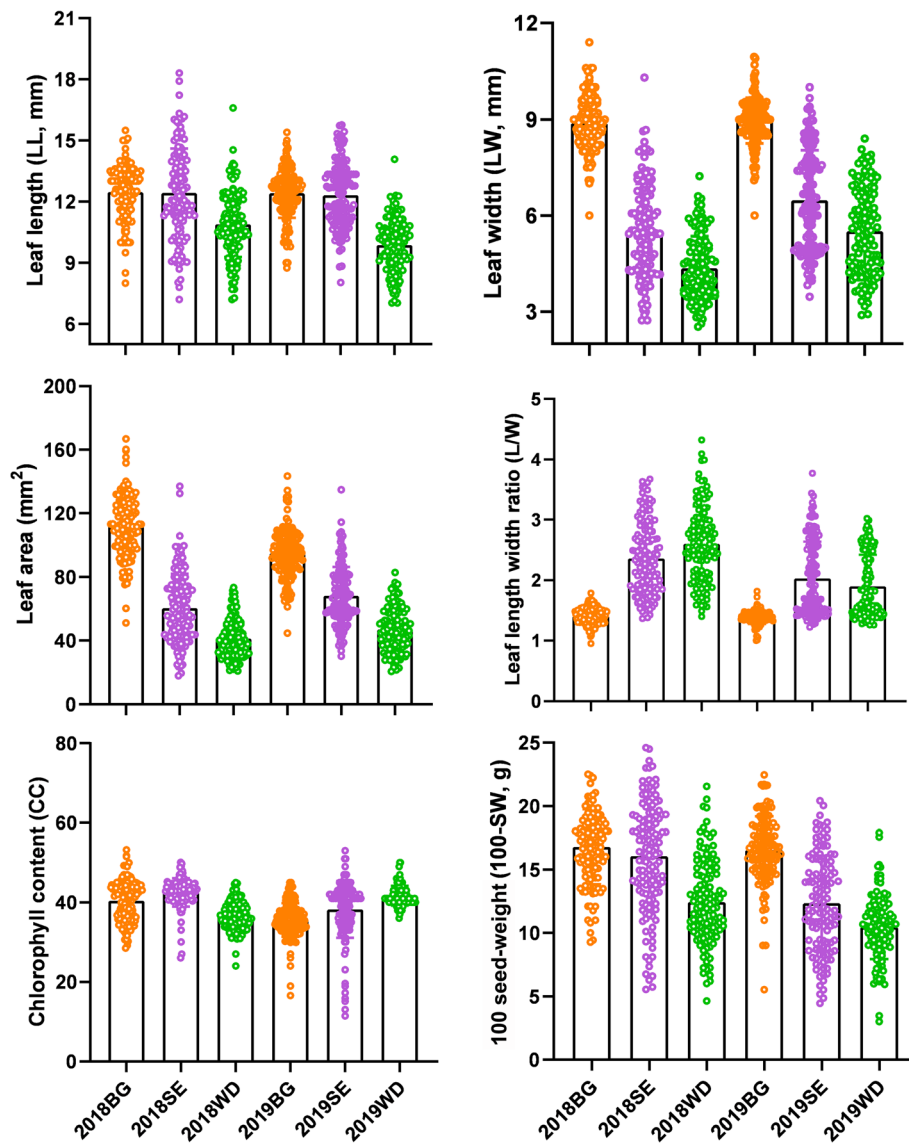 Leaf length (LL, mm)
21
18
15
12
9
6
Leaf width (LW, mm)
12
9
6
3
Leaf area (mm²)
200
160
120
80
40
0
Leaf length width ratio (L/W)
5
4
3
2
1
0
Chlorophyll content (CC)
80
60
40
20
0
2018BG
2018SE
2018WD
2019BG
2019SE
2019WD
100 seed-weight (100-SW, g)
25
20
15
10
5
0
2018BG
2018SE
2018WD
2019BG
2019SE
2019WD